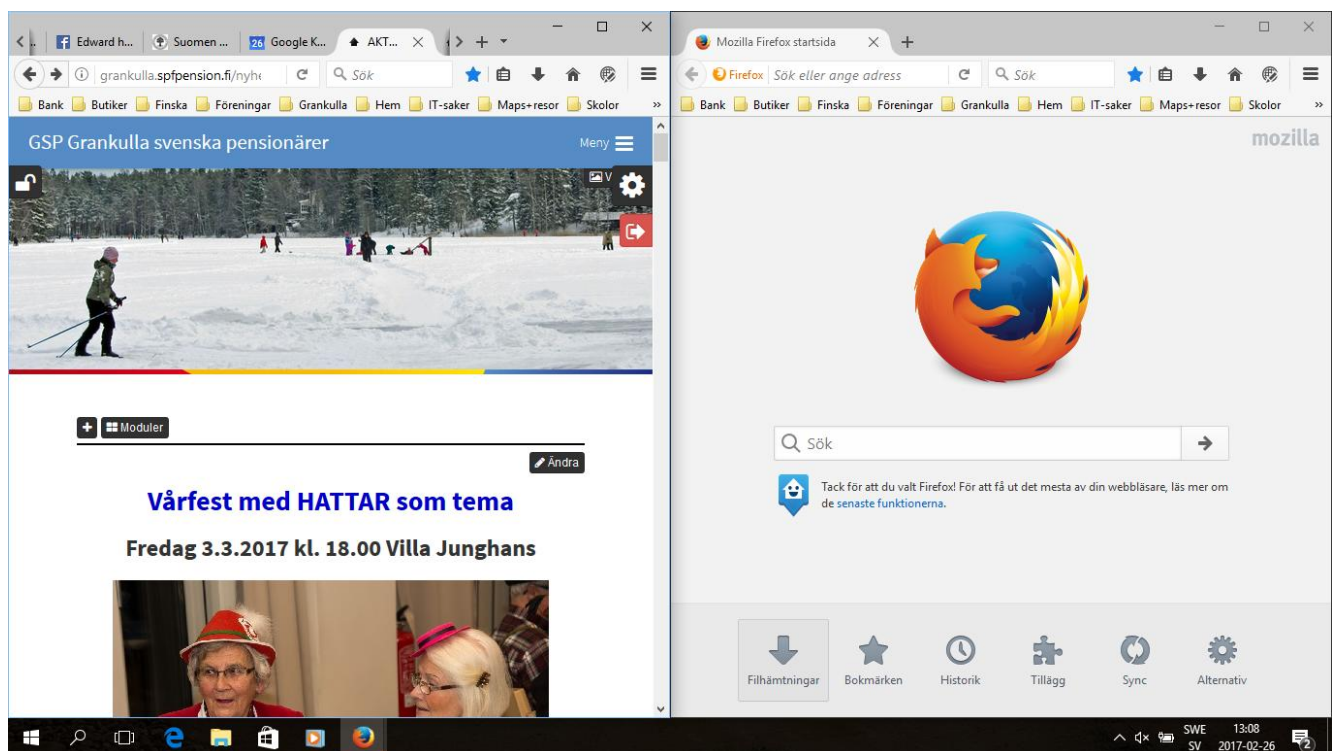 Edward h...
Suomen ...
26 Google K...
AKT...
grankulla.spfpension.fi/nyhe
Sök
Bank Butiker Finska Föreningar Grankulla Hem IT-saker Maps+resor Skolor »
GSP Grankulla svenska pensionärer
Meny
V
Moduler
Ändra
Vårfest med HATTAR som tema
Fredag 3.3.2017 kl. 18.00 Villa Junghans
Mozilla Firefox startsida
Firefox Sök eller ange adress
Sök
Bank Butiker Finska Föreningar Grankulla Hem IT-saker Maps+resor Skolor »
mozilla
Sök
Tack för att du valt Firefox! För att få ut det mesta av din webbläsare, läs mer om
de senaste funktionerna.
Filhämtningar Bokmärken Historik Tillägg Sync Alternativ
SWE 13:08
SV 2017-02-26
2